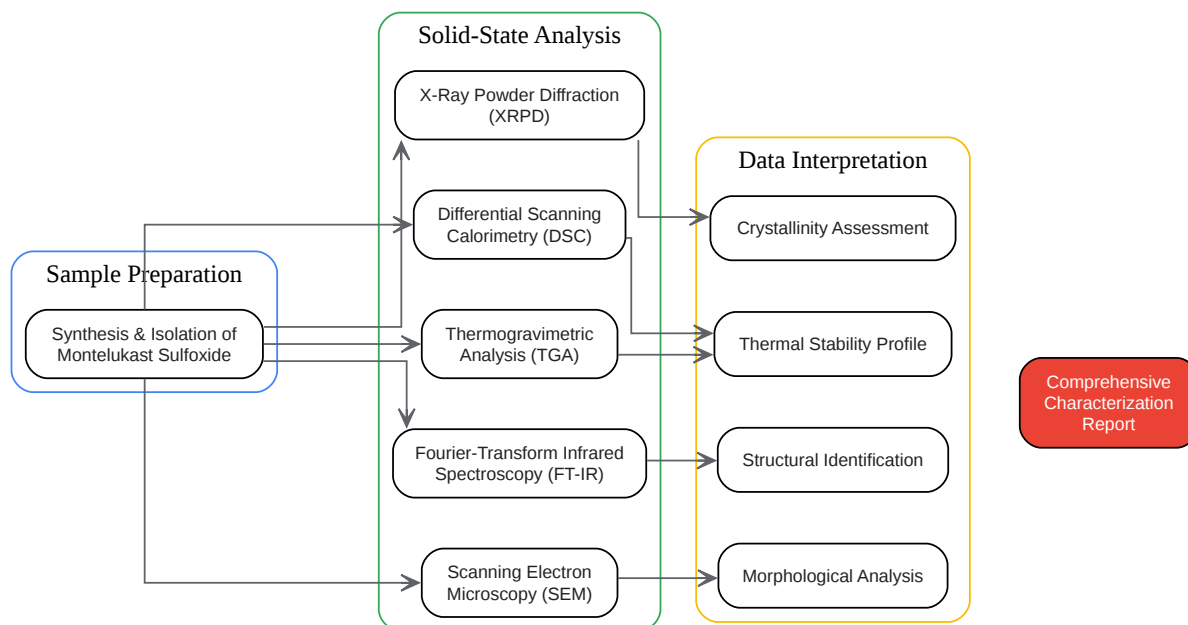 Sample Preparation
Synthesis & Isolation of
Montelukast Sulfoxide
Solid-State Analysis
X-Ray Powder Diffraction
(XRPD)
Differential Scanning
Calorimetry (DSC)
Thermogravimetric
Analysis (TGA)
Fourier-Transform Infrared
Spectroscopy (FT-IR)
Scanning Electron
Microscopy (SEM)
Data Interpretation
Crystallinity Assessment
Thermal Stability Profile
Structural Identification
Morphological Analysis
Comprehensive
Characterization
Report